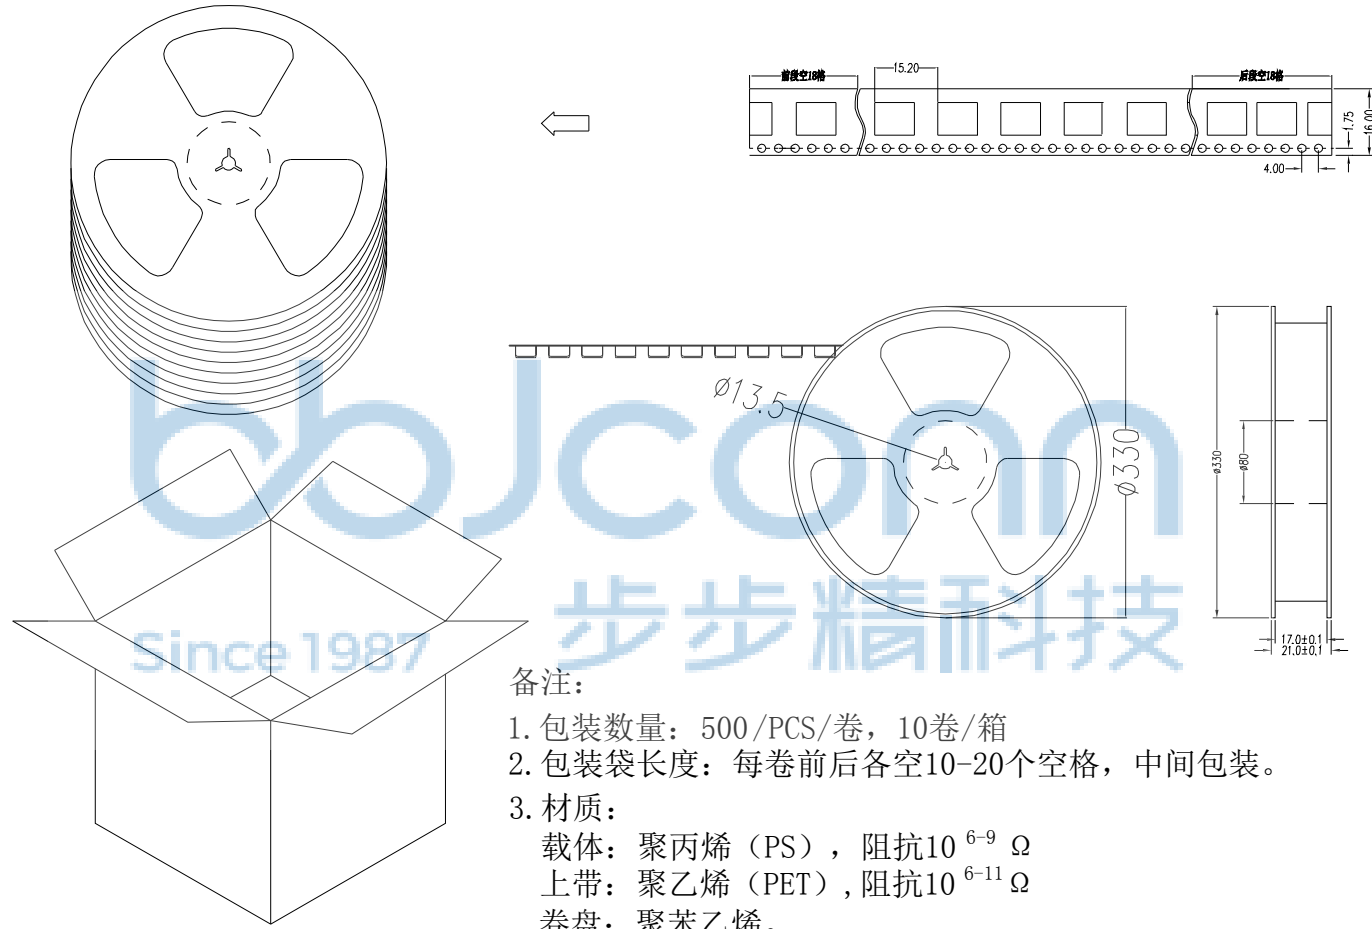 前段空18格
15.20
后段空18格
1.75
16.00
4.00
ø13.5
ø330
ø330
ø80
17.0±0.1
21.0±0.1
bbjconn
步步精科技
Since 1987
备注：
1.包装数量：500/PCS/卷，10卷/箱
2.包装袋长度：每卷前后各空10-20个空格，中间包装。
3.材质：
载体：聚丙烯（PS），阻抗10 6-9 Ω
上带：聚乙烯（PET）,阻抗10 6-11 Ω
卷盘：聚苯乙烯。